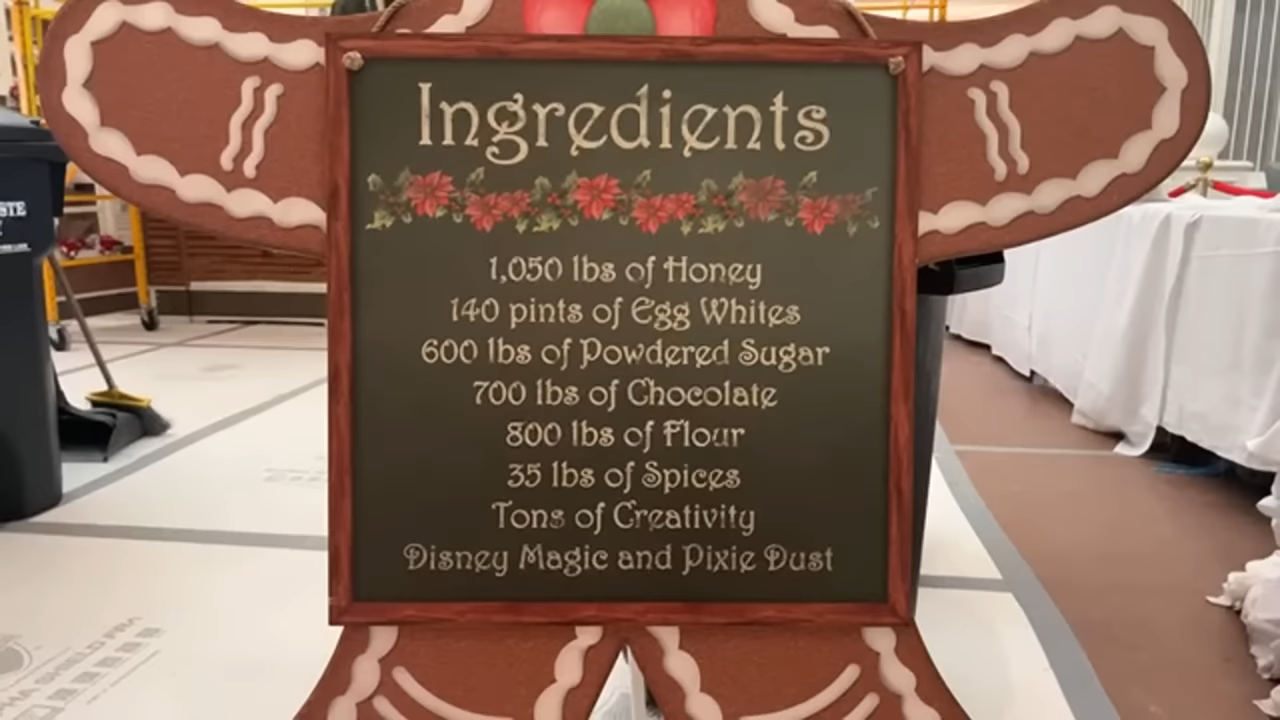 Ingredients
1,050 lbs of Honey
140 pints of Egg Whites
600 lbs of Powdered Sugar
700 lbs of Chocolate
800 lbs of Flour
35 lbs of Spices
Tons of Creativity
Disney Magic and Pixie Dust